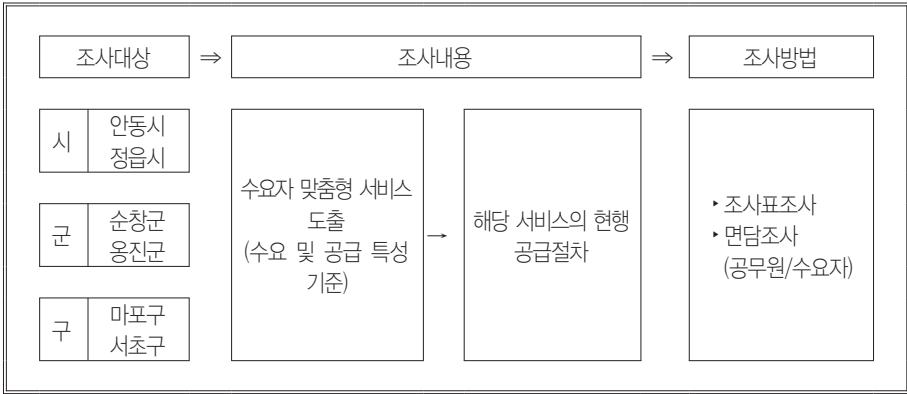 조사대상 ⇒ 조사내용 ⇒ 조사방법
시
안동시
정읍시
군
순창군
옹진군
구
마포구
서초구
수요자 맞춤형 서비스
도출
(수요 및 공급 특성
기준)
→
해당 서비스의 현행
공급절차
‣조사표조사
‣면담조사
(공무원/수요자)